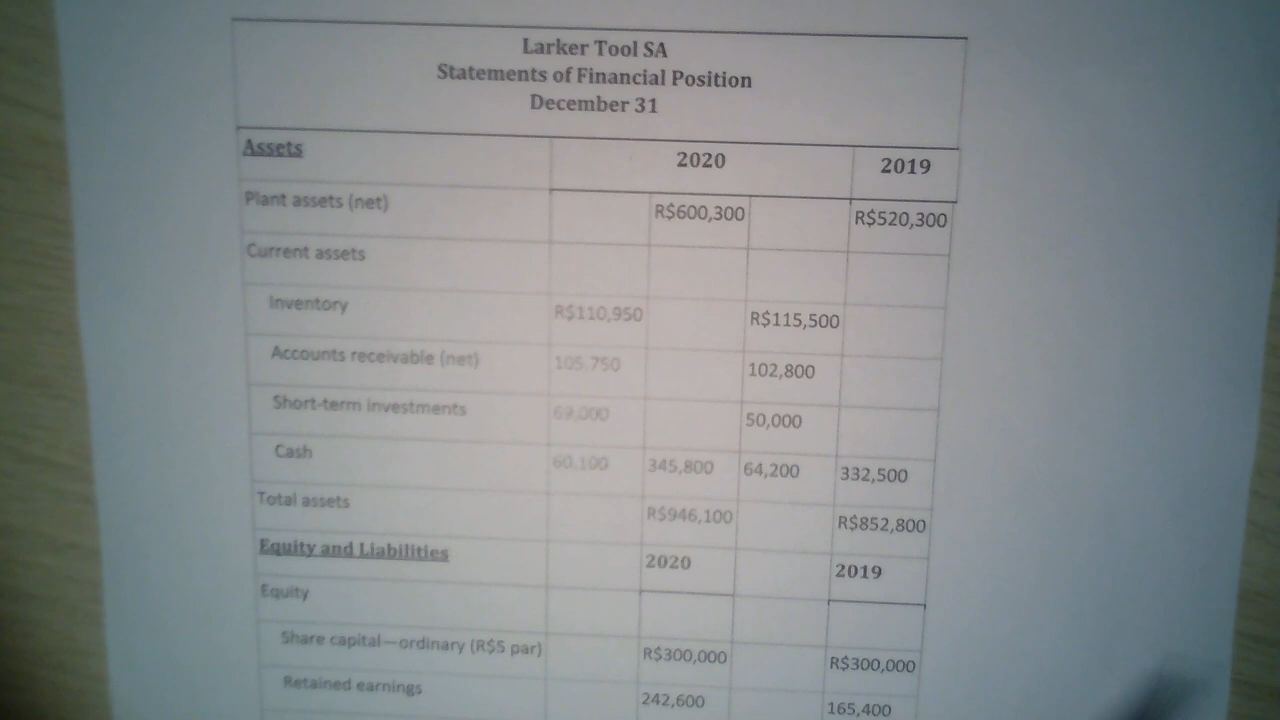 Larker Tool SA
Statements of Financial Position
December 31
Assets 2020 2019
Plant assets (net) R$600,300 R$520,300
Current assets
Inventory R$110,950 R$115,500
Accounts receivable (net) 105,750 102,800
Short-term investments 69,000 50,000
Cash 60,100 345,800 64,200 332,500
Total assets R$946,100 R$852,800
Equity and Liabilities 2020 2019
Equity
Share capital—ordinary (R$5 par) R$300,000 R$300,000
Retained earnings 242,600 165,400